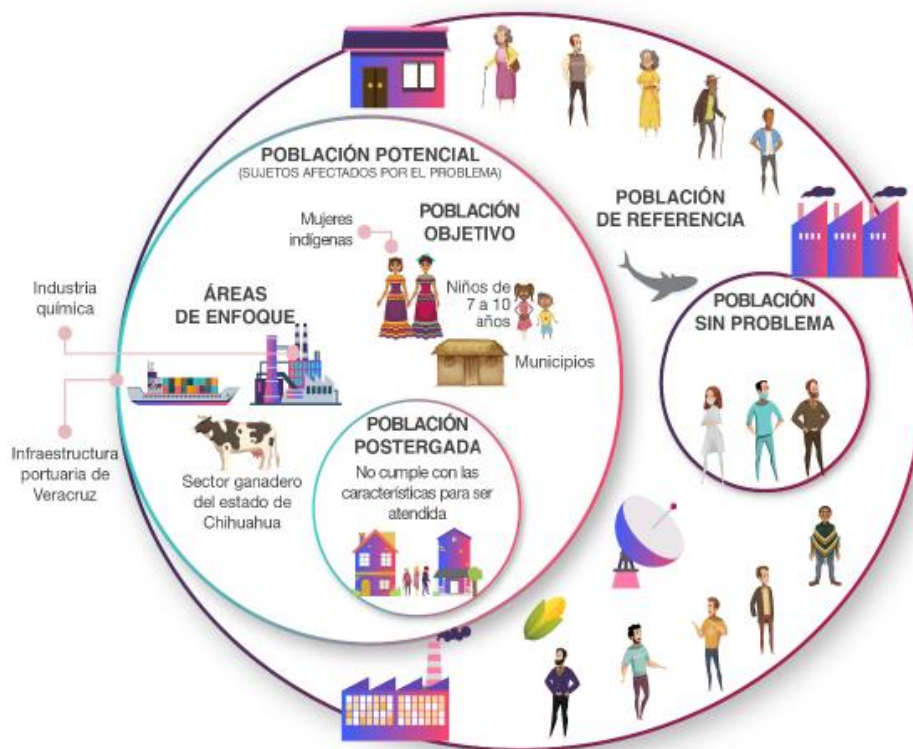 POBLACIÓN POTENCIAL
(SUJETOS AFECTADOS POR EL PROBLEMA)
Mujeres
indígenas
POBLACIÓN
OBJETIVO
POBLACIÓN
DE REFERENCIA
Industria
química
ÁREAS
DE ENFOQUE
Niños de
7 a 10
años
Municipios
POBLACIÓN
SIN PROBLEMA
Infraestructura
portuaria de
Veracruz
Sector ganadero
del estado de
Chihuahua
POBLACIÓN
POSTERGADA
No cumple con las
características para ser
atendida